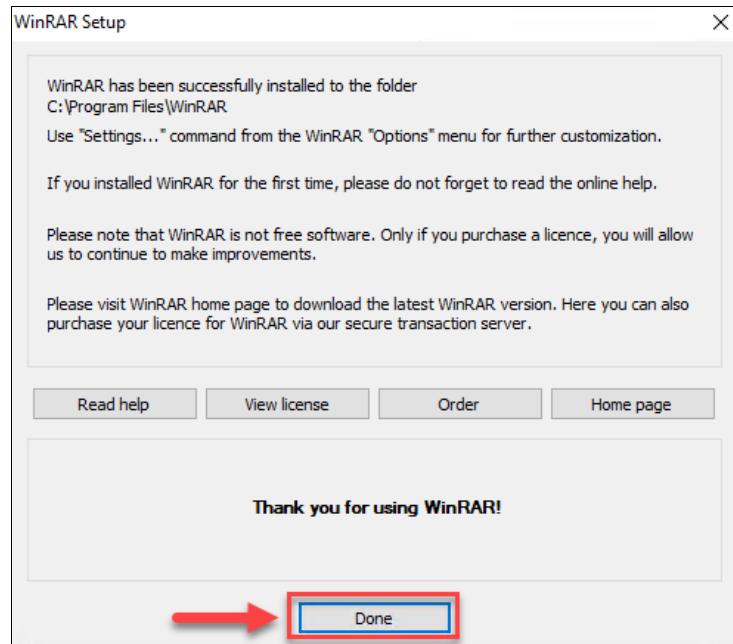 WinRAR Setup
WinRAR has been successfully installed to the folder
C:\Program Files\WinRAR
Use "Settings..." command from the WinRAR "Options" menu for further customization.
If you installed WinRAR for the first time, please do not forget to read the online help.
Please note that WinRAR is not free software. Only if you purchase a licence, you will allow
us to continue to make improvements.
Please visit WinRAR home page to download the latest WinRAR version. Here you can also
purchase your licence for WinRAR via our secure transaction server.
Read help
View license
Order
Home page
Thank you for using WinRAR!
Done